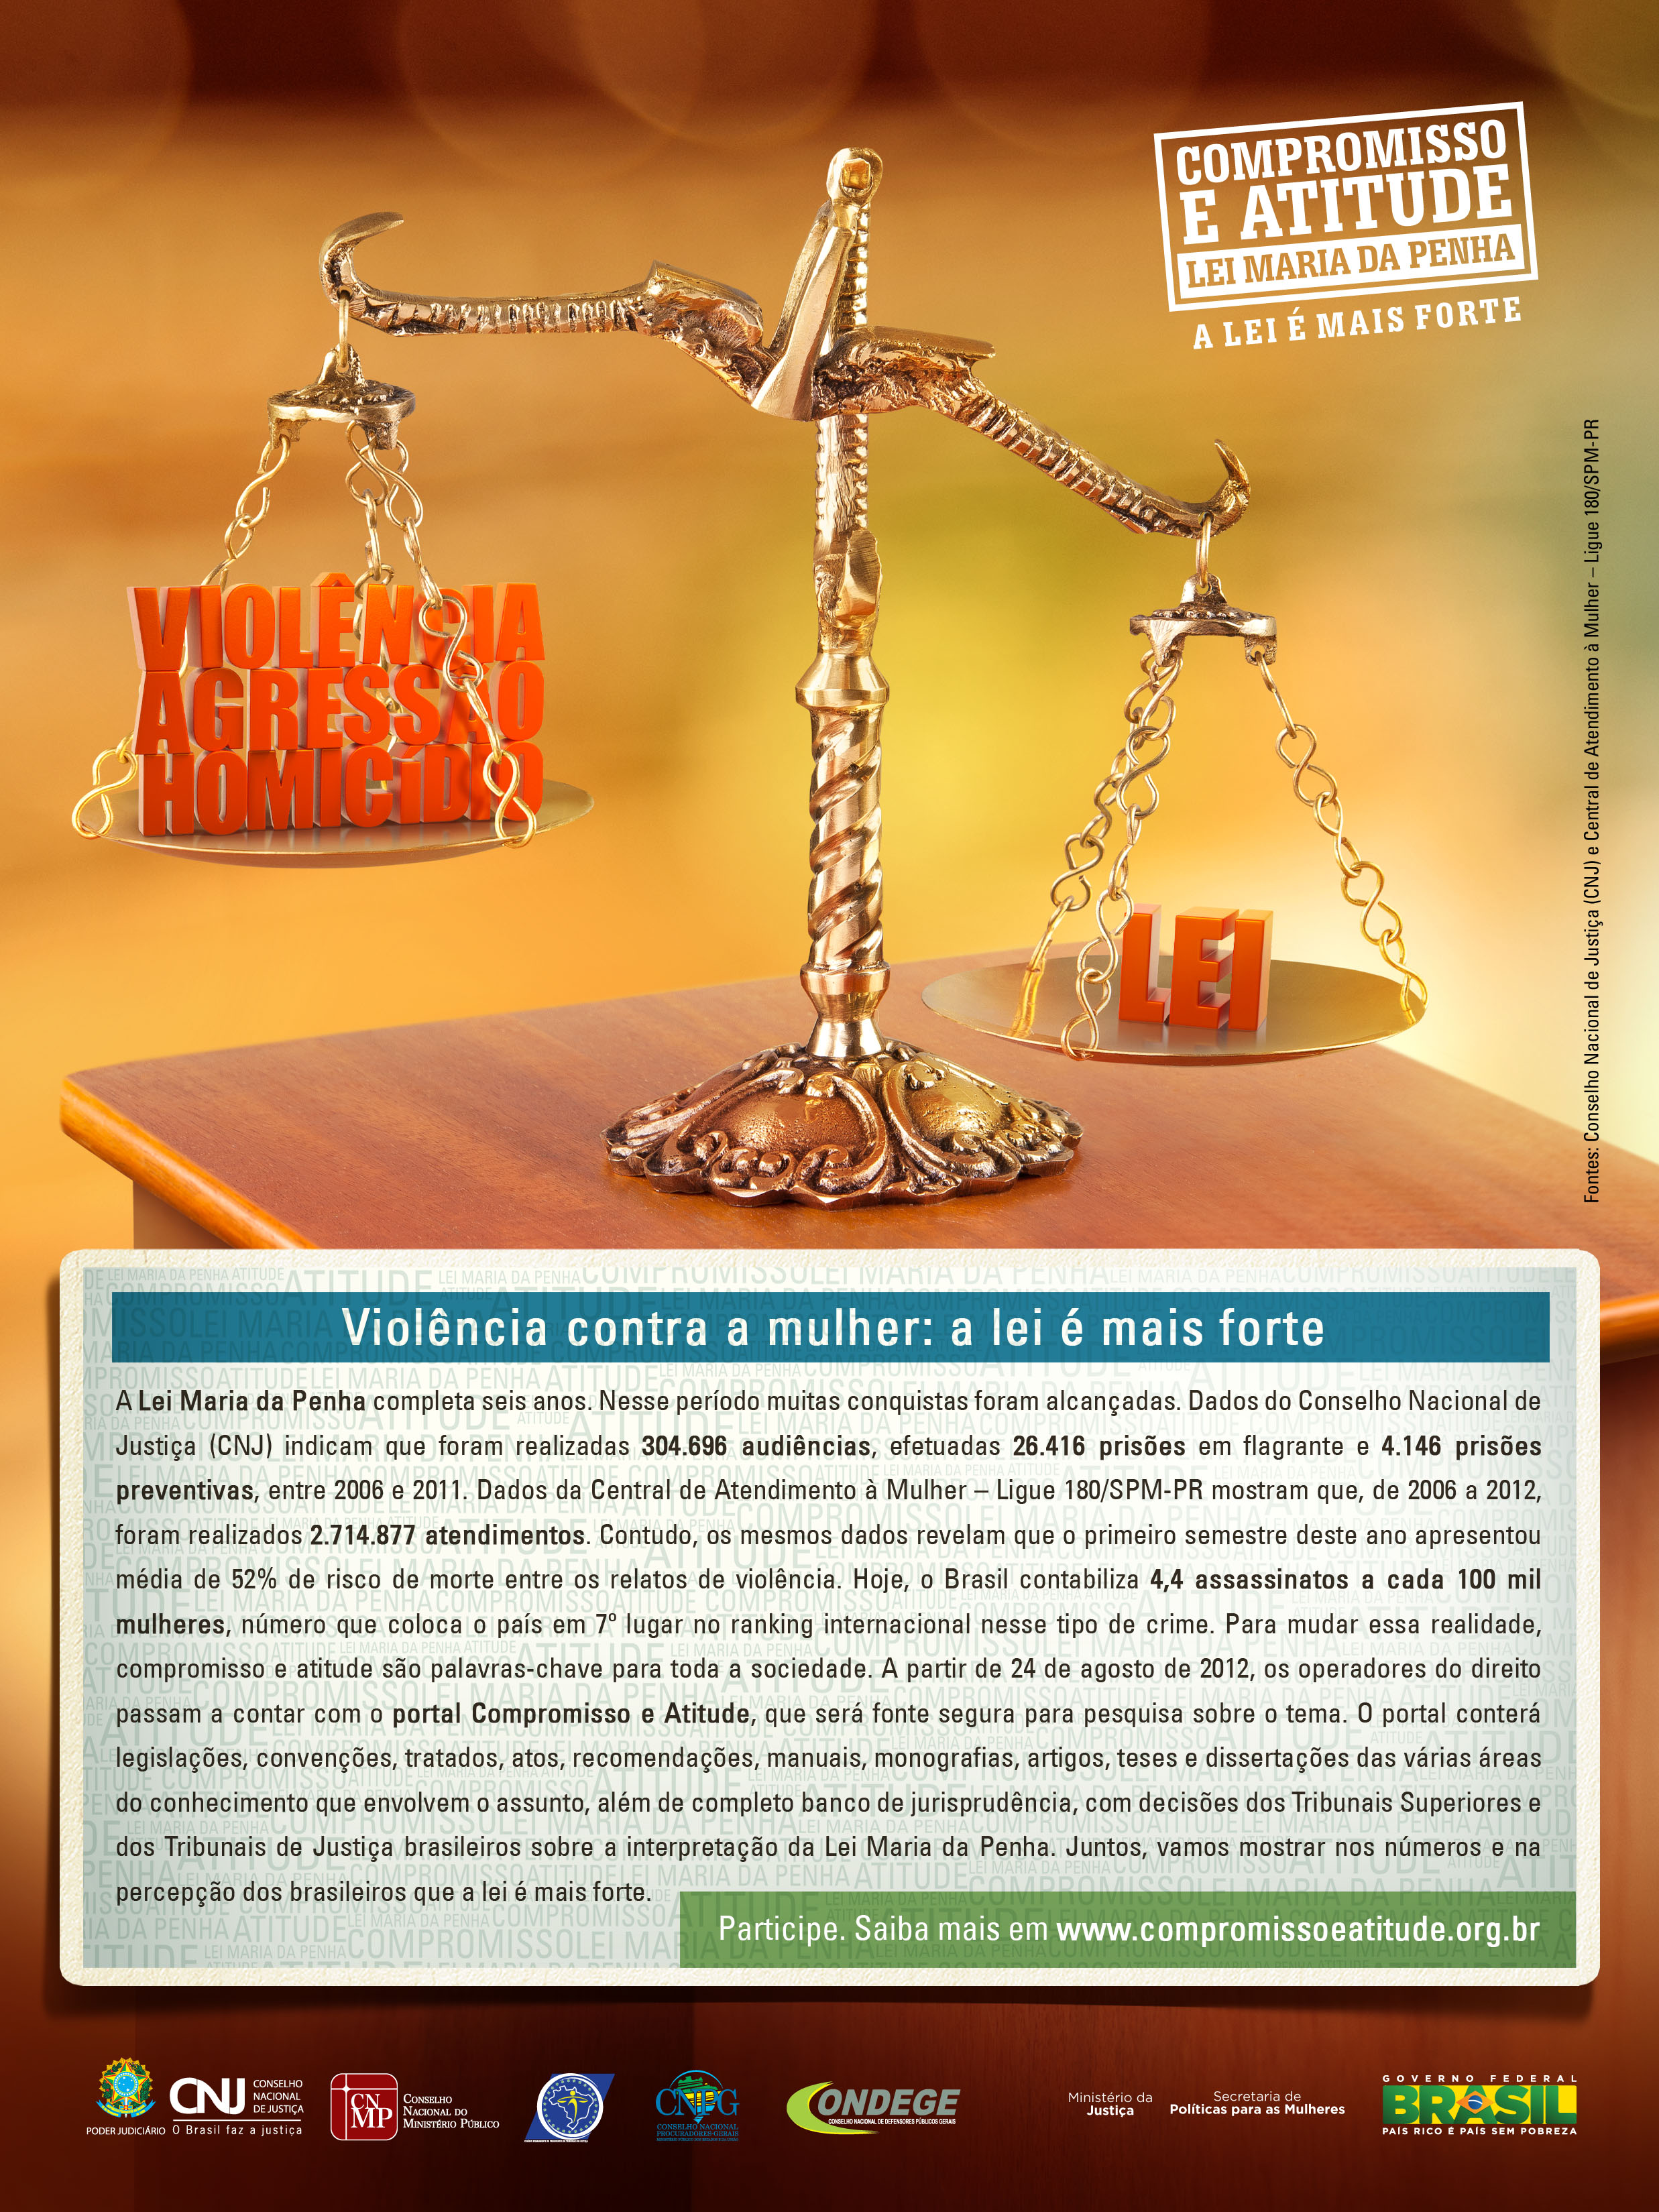 COMPROMISSO
E ATITUDE
LEI MARIA DA PENHA
A LEI É MAIS FORTE
VIOLÊNCIA
AGRESSÃO
HOMICÍDIO
LEI
Fontes: Conselho Nacional de Justiça (CNJ) e Central de Atendimento à Mulher – Ligue 180/SPM-PR
Violência contra a mulher: a lei é mais forte
A Lei Maria da Penha completa seis anos. Nesse período muitas conquistas foram alcançadas. Dados do Conselho Nacional de
Justiça (CNJ) indicam que foram realizadas 304.696 audiências, efetuadas 26.416 prisões em flagrante e 4.146 prisões
preventivas, entre 2006 e 2011. Dados da Central de Atendimento à Mulher – Ligue 180/SPM-PR mostram que, de 2006 a 2012,
foram realizados 2.714.877 atendimentos. Contudo, os mesmos dados revelam que o primeiro semestre deste ano apresentou
média de 52% de risco de morte entre os relatos de violência. Hoje, o Brasil contabiliza 4,4 assassinatos a cada 100 mil
mulheres, número que coloca o país em 7º lugar no ranking internacional nesse tipo de crime. Para mudar essa realidade,
compromisso e atitude são palavras-chave para toda a sociedade. A partir de 24 de agosto de 2012, os operadores do direito
passam a contar com o portal Compromisso e Atitude, que será fonte segura para pesquisa sobre o tema. O portal conterá
legislações, convenções, tratados, atos, recomendações, manuais, monografias, artigos, teses e dissertações das várias áreas
do conhecimento que envolvem o assunto, além de completo banco de jurisprudência, com decisões dos Tribunais Superiores e
dos Tribunais de Justiça brasileiros sobre a interpretação da Lei Maria da Penha. Juntos, vamos mostrar nos números e na
percepção dos brasileiros que a lei é mais forte.
Participe. Saiba mais em www.compromissoeatitude.org.br
PODER JUDICIÁRIO
CNJ
CONSELHO
NACIONAL
DE JUSTIÇA
O Brasil faz a justiça
CN
MP
CONSELHO
NACIONAL DO
MINISTÉRIO PÚBLICO
CNPG
CONSELHO NACIONAL
PROCURADORES-GERAIS
CONDEGE
CONSELHO NACIONAL DE DEFENSORES PÚBLICOS GERAIS
Ministério da
Justiça
Secretaria de
Políticas para as Mulheres
GOVERNO FEDERAL
BRASIL
PAÍS RICO É PAÍS SEM POBREZA